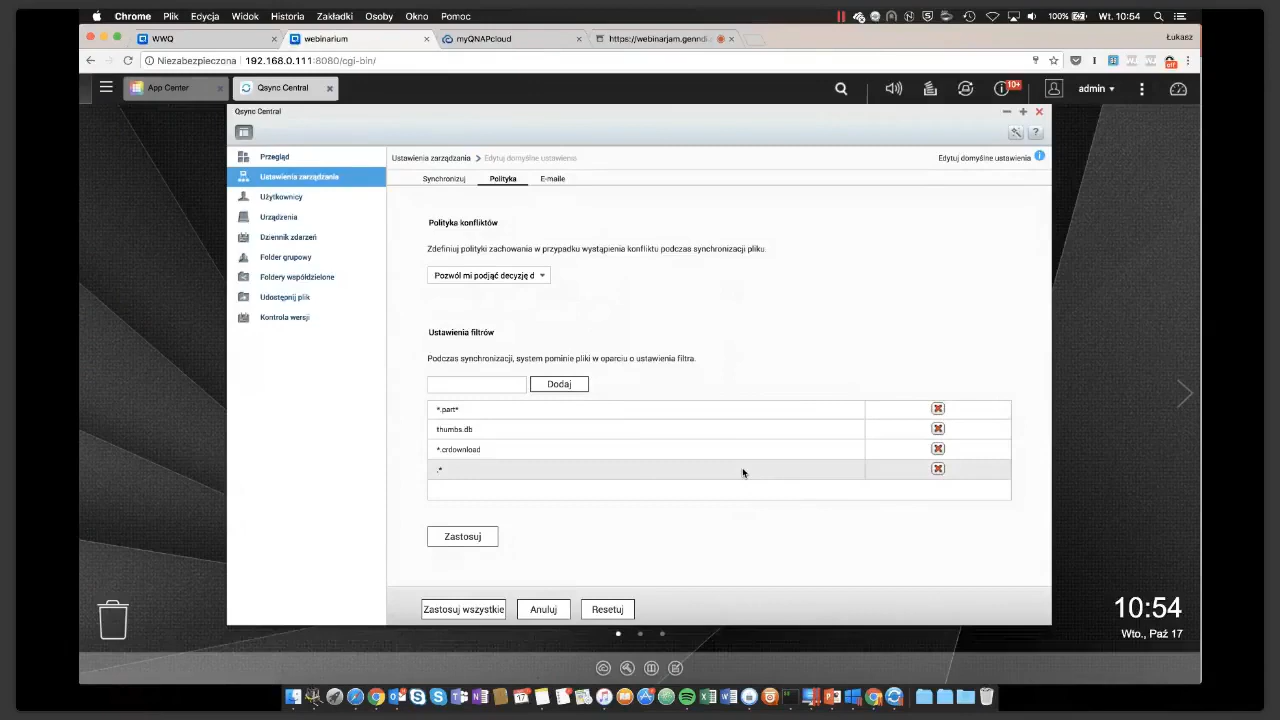 Chrome Plik Edycja Widok Historia Zakładki Osoby Okno Pomoc 100% Wt. 10:54
WWQ webinarium myQNAPcloud https://webinarjam.genndi. Łukasz
Niezabezpieczona 192.168.0.111:8080/cgi-bin/
App Center Qsync Central 10+ admin
Qsync Central
Przegląd
Ustawienia zarządzania
Użytkownicy
Urządzenia
Dziennik zdarzeń
Folder grupowy
Foldery współdzielone
Udostępnij plik
Kontrola wersji
Ustawienia zarządzania > Edytuj domyślne ustawienia Edytuj domyślne ustawienia
Synchronizuj Polityka E-maile
Polityka konfliktów
Zdefiniuj polityki zachowania w przypadku wystąpienia konfliktu podczas synchronizacji pliku.
Pozwól mi podjąć decyzję d
Ustawienia filtrów
Podczas synchronizacji, system pominie pliki w oparciu o ustawienia filtra.
Dodaj
*.part*
thumbs.db
*.crdownload
.*
Zastosuj
Zastosuj wszystkie Anuluj Resetuj
10:54
Wto., Paź 17